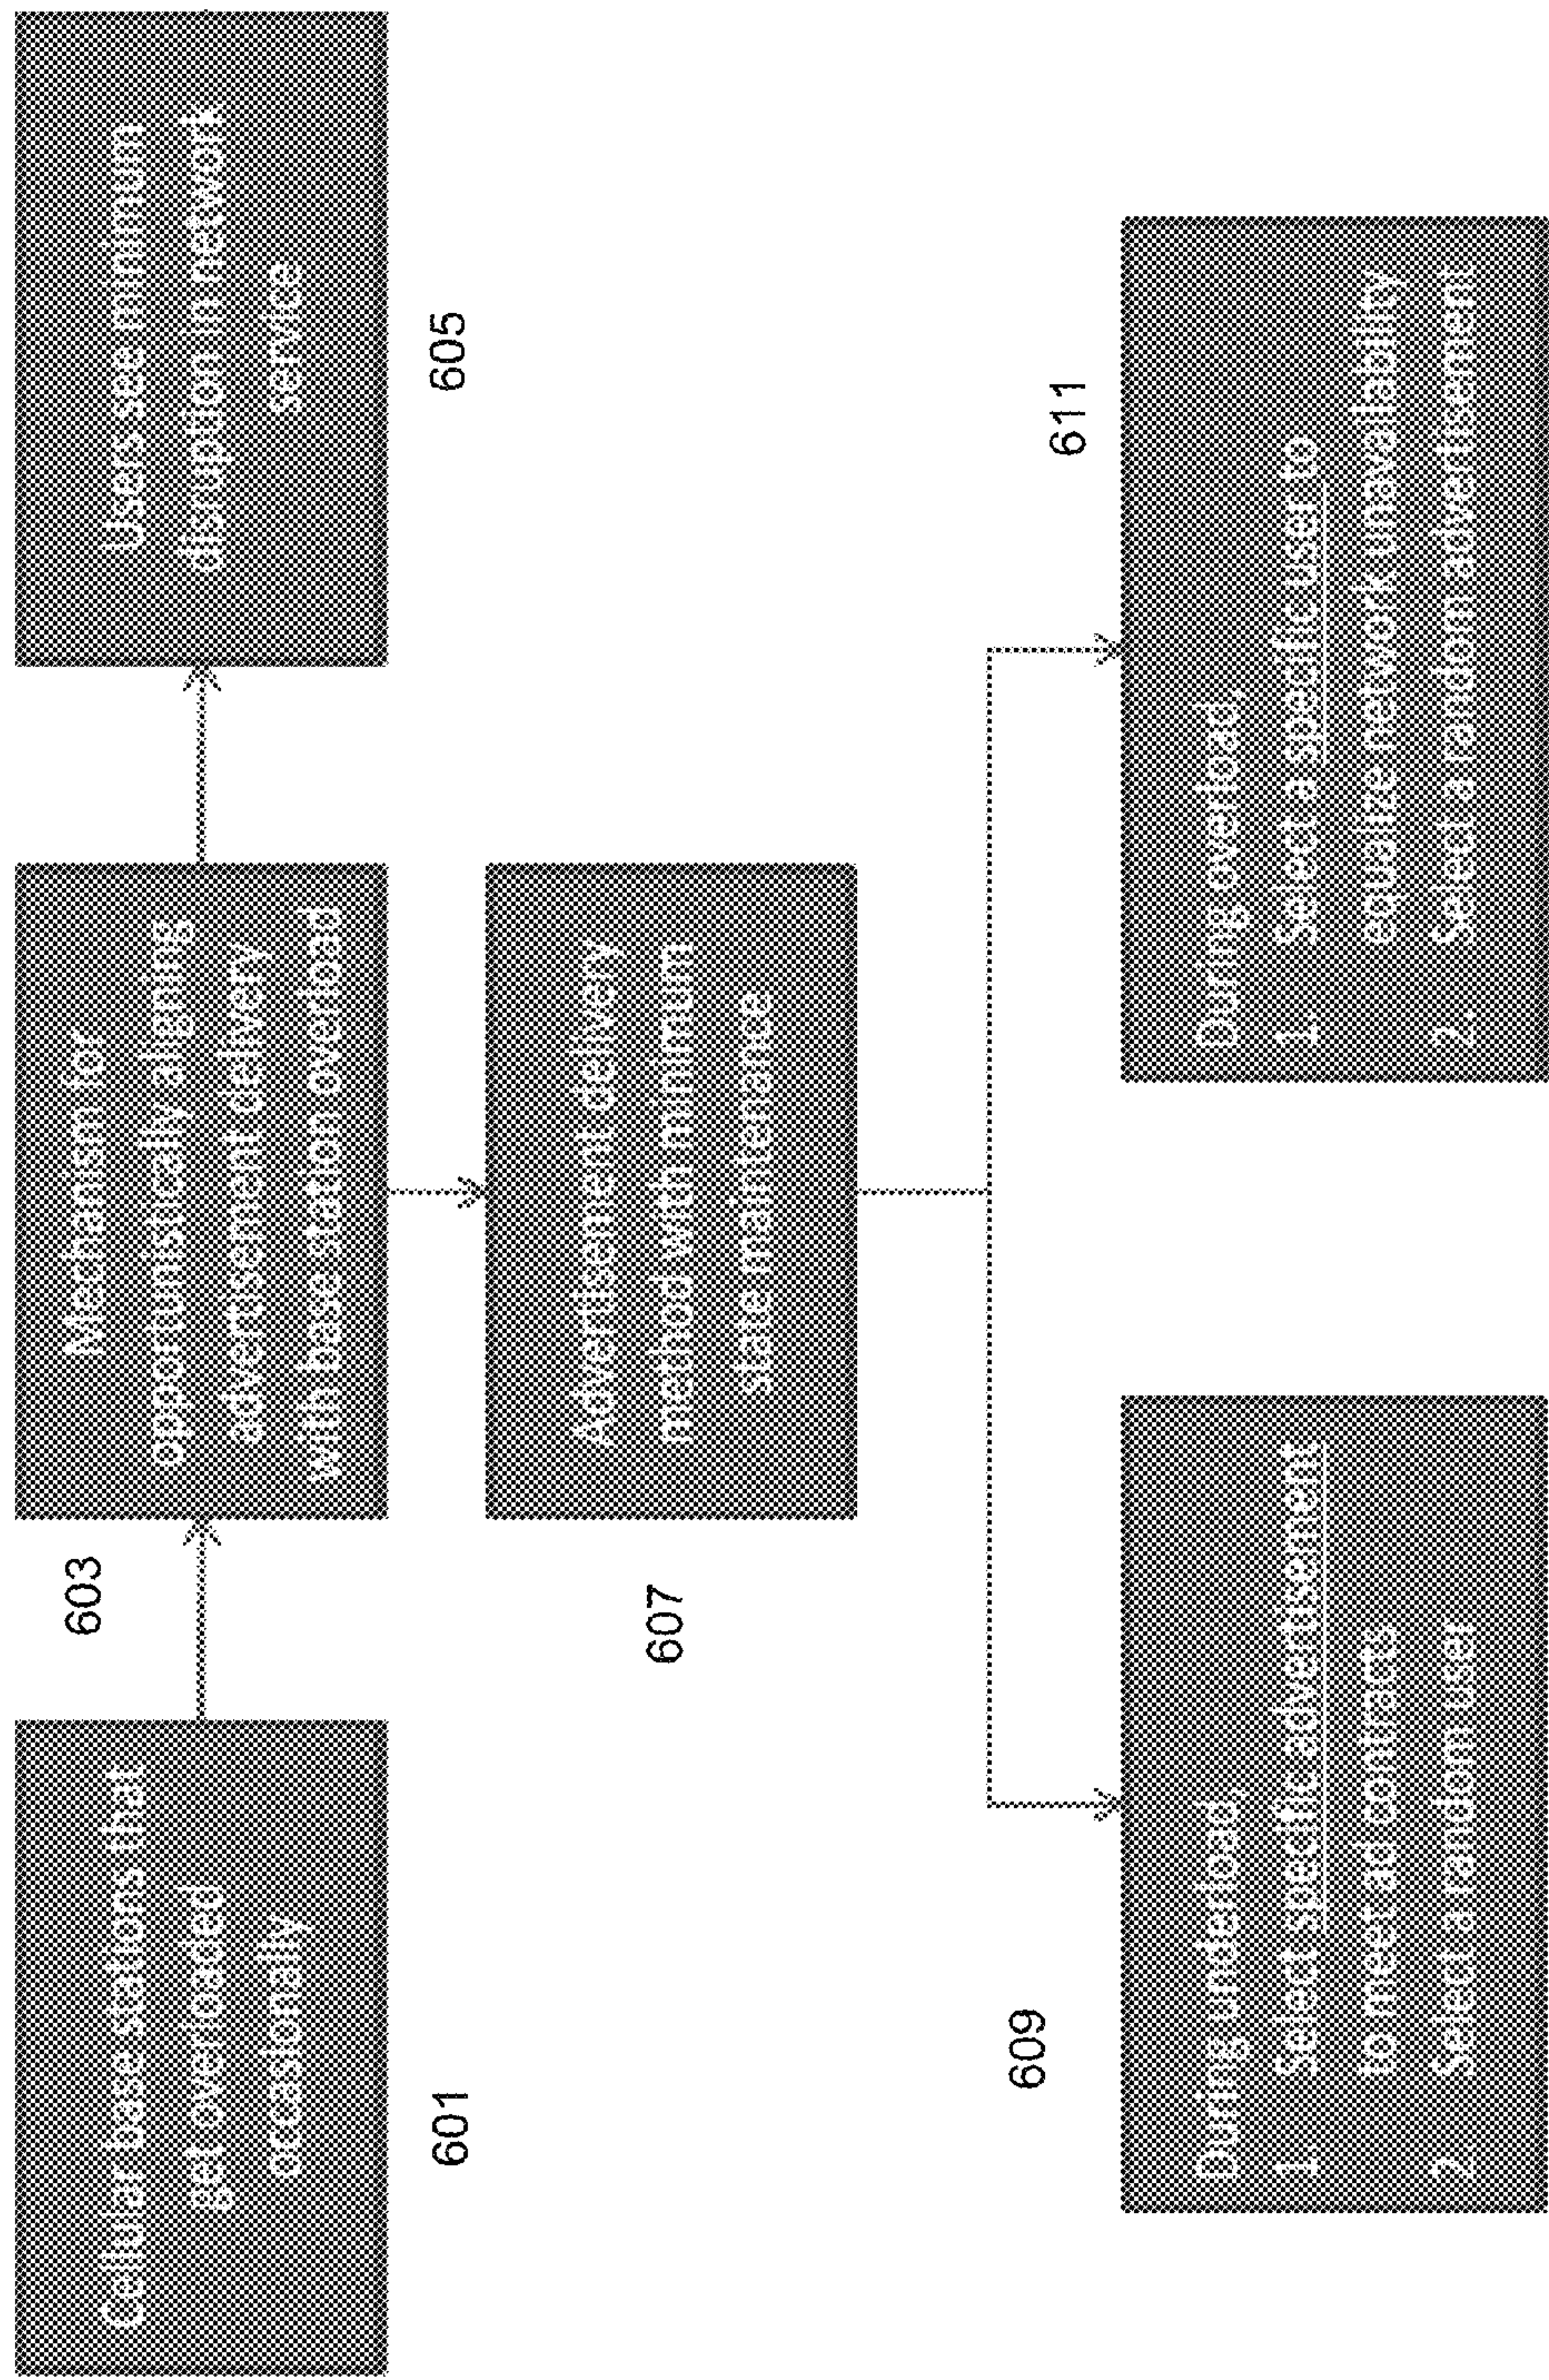 Cellular base stations that
get overloaded
occasionally
601
603
Mechanism for
opportunistically aligning
advertisement delivery
with base station overload
Users see minimum
disruption in network
service
605
Advertisement delivery
method with minimum
state maintenance
607
609
During underload,
1. Select specific advertisement
to meet ad contract.
2. Select a random user
611
During overload,
1. Select a specific user to
equalize network unavailability
2. Select a random advertisement